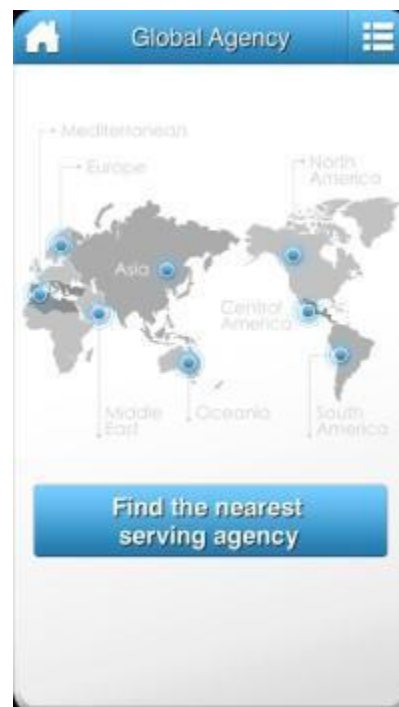 Global Agency
Mediterranean
Europe
North
America
Asia
Central
America
Middle
East
Oceania
South
America
Find the nearest
serving agency